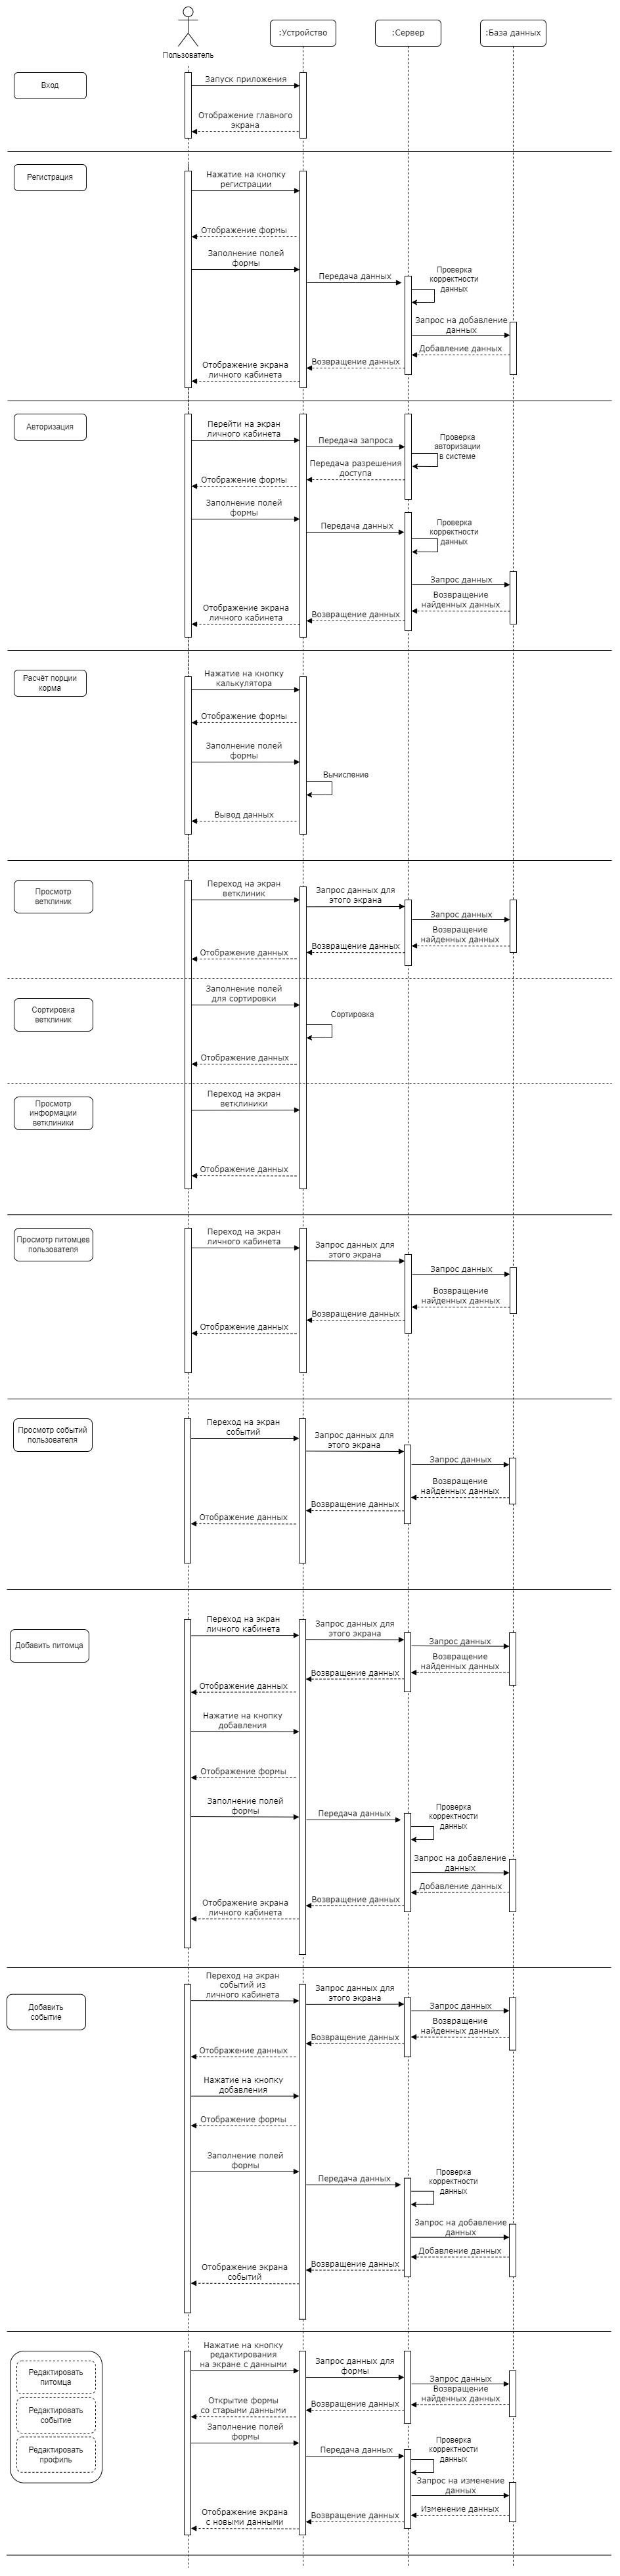 Пользователь
:Устройство
:Сервер
:База данных
Вход
Запуск приложения
Отображение главного
экрана
Регистрация
Нажатие на кнопку
регистрации
Отображение формы
Заполнение полей
формы
Передача данных
Проверка
корректности
данных
Запрос на добавление
данных
Добавление данных
Возвращение данных
Отображение экрана
личного кабинета
Авторизация
Перейти на экран
личного кабинета
Передача запроса
Проверка
авторизации
в системе
Передача разрешения
доступа
Отображение формы
Заполнение полей
формы
Передача данных
Проверка
корректности
данных
Запрос данных
Возвращение
найденных данных
Возвращение данных
Отображение экрана
личного кабинета
Расчёт порции
корма
Нажатие на кнопку
калькулятора
Отображение формы
Заполнение полей
формы
Вычисление
Вывод данных
Просмотр
ветклиник
Переход на экран
ветклиник
Запрос данных для
этого экрана
Запрос данных
Возвращение
найденных данных
Возвращение данных
Отображение данных
Сортировка
ветклиник
Заполнение полей
для сортировки
Сортировка
Отображение данных
Просмотр
информации
ветклиники
Переход на экран
ветклиники
Отображение данных
Просмотр питомцев
пользователя
Переход на экран
личного кабинета
Запрос данных для
этого экрана
Запрос данных
Возвращение
найденных данных
Возвращение данных
Отображение данных
Просмотр событий
пользователя
Переход на экран
событий
Запрос данных для
этого экрана
Запрос данных
Возвращение
найденных данных
Возвращение данных
Отображение данных
Добавить питомца
Переход на экран
личного кабинета
Запрос данных для
этого экрана
Запрос данных
Возвращение
найденных данных
Возвращение данных
Отображение данных
Нажатие на кнопку
добавления
Отображение формы
Заполнение полей
формы
Передача данных
Проверка
корректности
данных
Запрос на добавление
данных
Добавление данных
Возвращение данных
Отображение экрана
личного кабинета
Добавить
событие
Переход на экран
событий из
личного кабинета
Запрос данных для
этого экрана
Запрос данных
Возвращение
найденных данных
Возвращение данных
Отображение данных
Нажатие на кнопку
добавления
Отображение формы
Заполнение полей
формы
Передача данных
Проверка
корректности
данных
Запрос на добавление
данных
Добавление данных
Возвращение данных
Отображение экрана
событий
Редактировать
питомца
Редактировать
событие
Редактировать
профиль
Нажатие на кнопку
редактирования
на экране с данными
Запрос данных для
формы
Запрос данных
Возвращение
найденных данных
Возвращение данных
Открытие формы
со старыми данными
Заполнение полей
формы
Передача данных
Проверка
корректности
данных
Запрос на изменение
данных
Изменение данных
Возвращение данных
Отображение экрана
с новыми данными